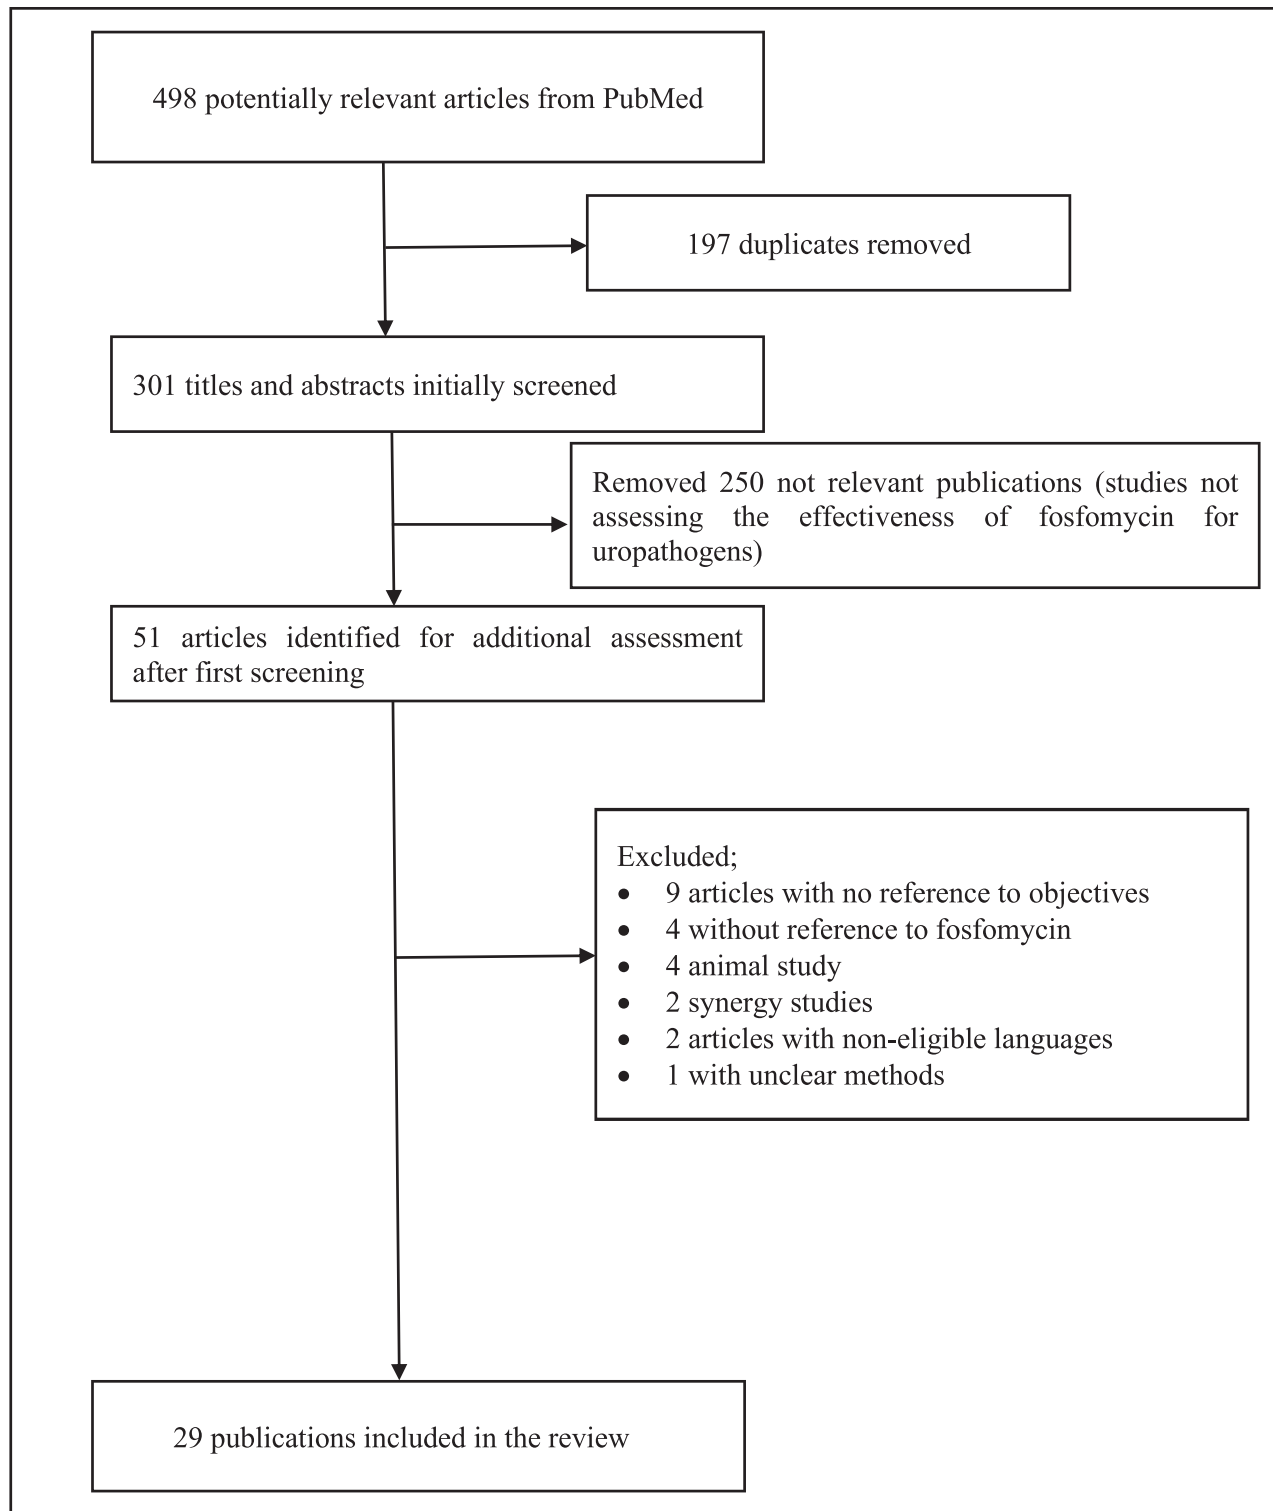 498 potentially relevant articles from PubMed
197 duplicates removed
301 titles and abstracts initially screened
Removed 250 not relevant publications (studies not
assessing the effectiveness of fosfomycin for
uropathogens)
51 articles identified for additional assessment
after first screening
Excluded;
• 9 articles with no reference to objectives
• 4 without reference to fosfomycin
• 4 animal study
• 2 synergy studies
• 2 articles with non-eligible languages
• 1 with unclear methods
29 publications included in the review